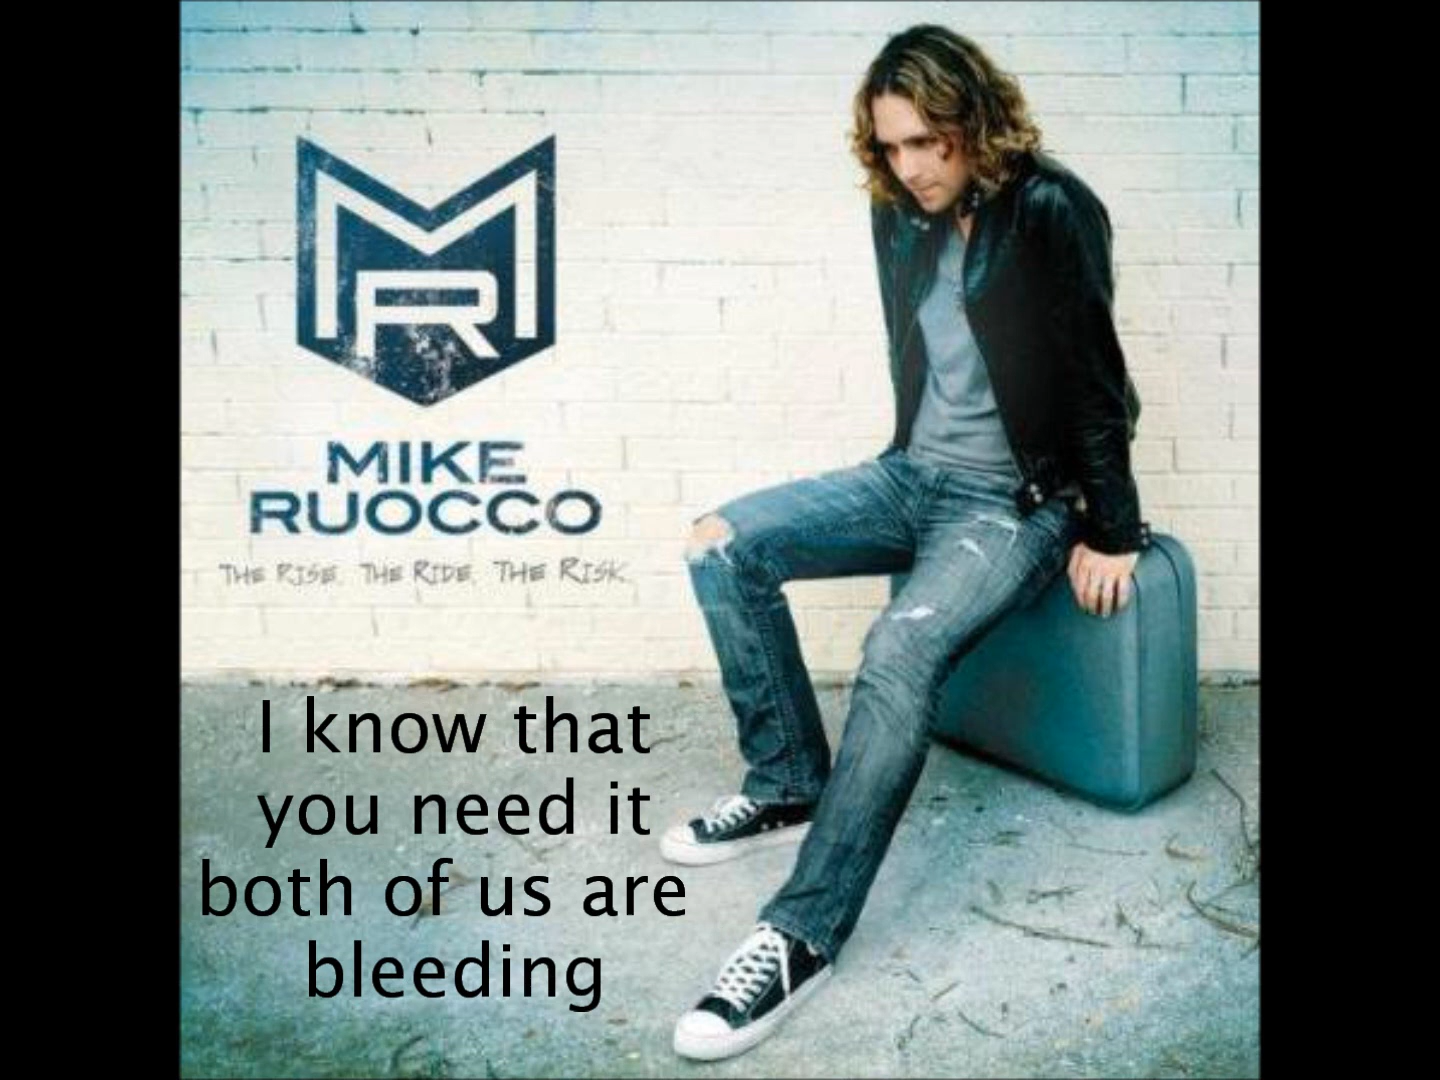 MR
MIKE
RUOCCO
THE RISE. THE RIDE. THE RISK.
I know that
you need it
both of us are
bleeding